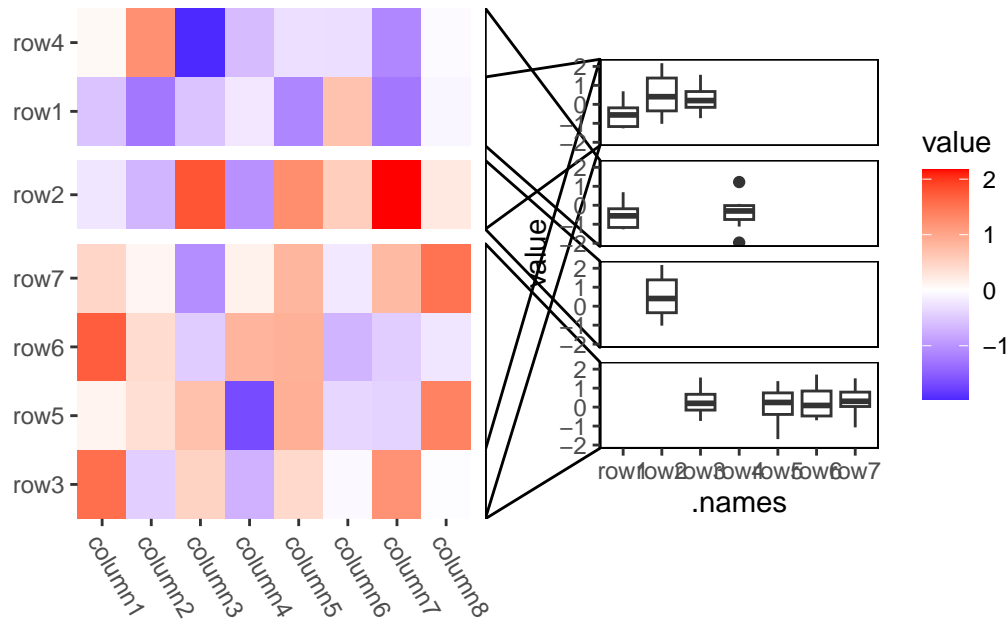 row4
row1
row2
row7
row6
row5
row3
column1
column2
column3
column4
column5
column6
column7
column8
value
2
1
0
−1
−2
2
1
0
−1
−2
2
1
0
−1
−2
2
1
0
−1
−2
row1
row2
row3
row4
row5
row6
row7
.names
value
2
1
0
−1